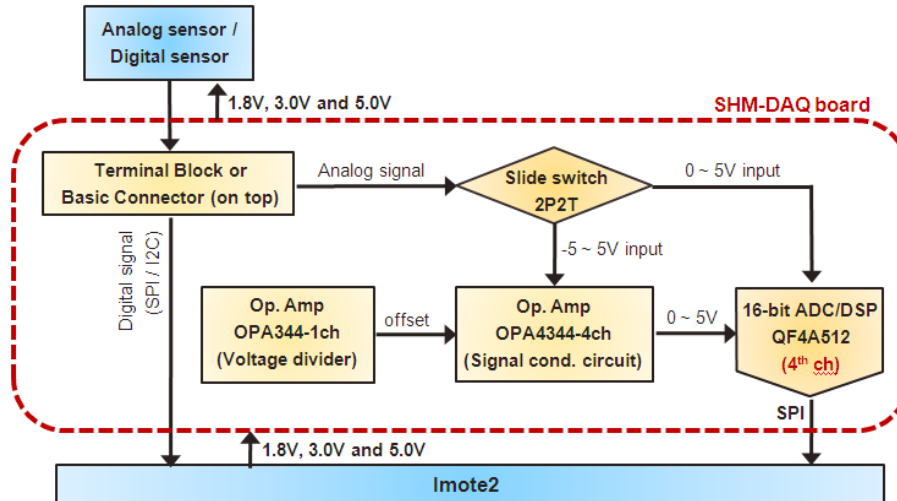 Analog sensor /
Digital sensor
1.8V, 3.0V and 5.0V
SHM-DAQ board
Terminal Block or
Basic Connector (on top)
Analog signal
Slide switch
2P2T
0 ~ 5V input
-5 ~ 5V input
Digital signal
(SPI / I2C)
Op. Amp
OPA344-1ch
(Voltage divider)
offset
Op. Amp
OPA4344-4ch
(Signal cond. circuit)
0 ~ 5V
16-bit ADC/DSP
QF4A512
(4th ch)
SPI
1.8V, 3.0V and 5.0V
Imote2